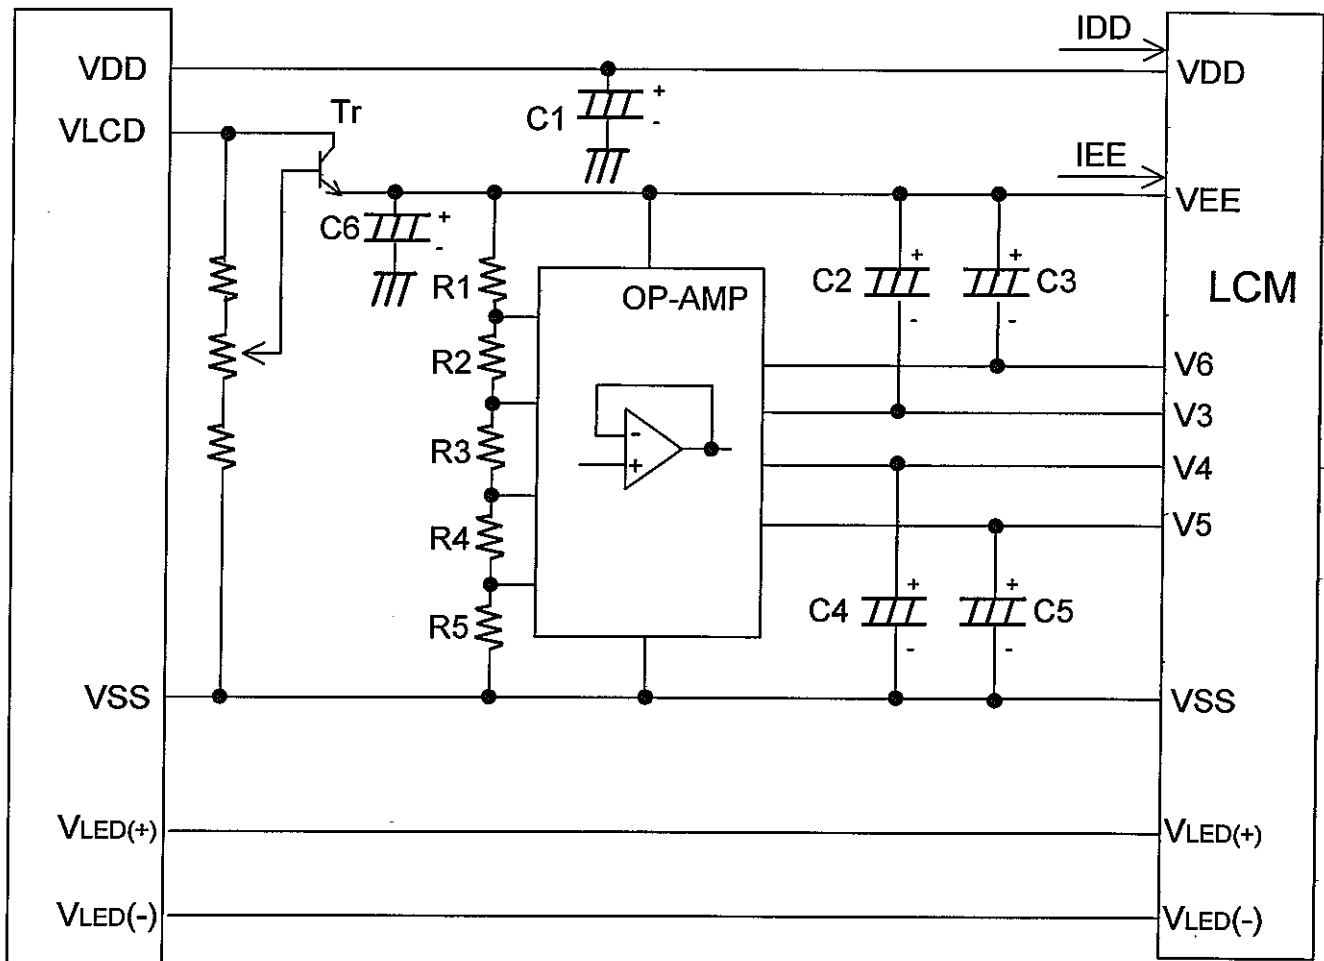 IDD
VDD
VDD
C1
+
-
Tr
VLCD
IEE
VEE
C6
+
-
R1
OP-AMP
C2
+
-
C3
+
-
LCM
R2
V6
-
+
V3
R3
V4
V5
R4
R5
C4
+
-
C5
+
-
VSS
VSS
VLED(+)
VLED(+)
VLED(-)
VLED(-)